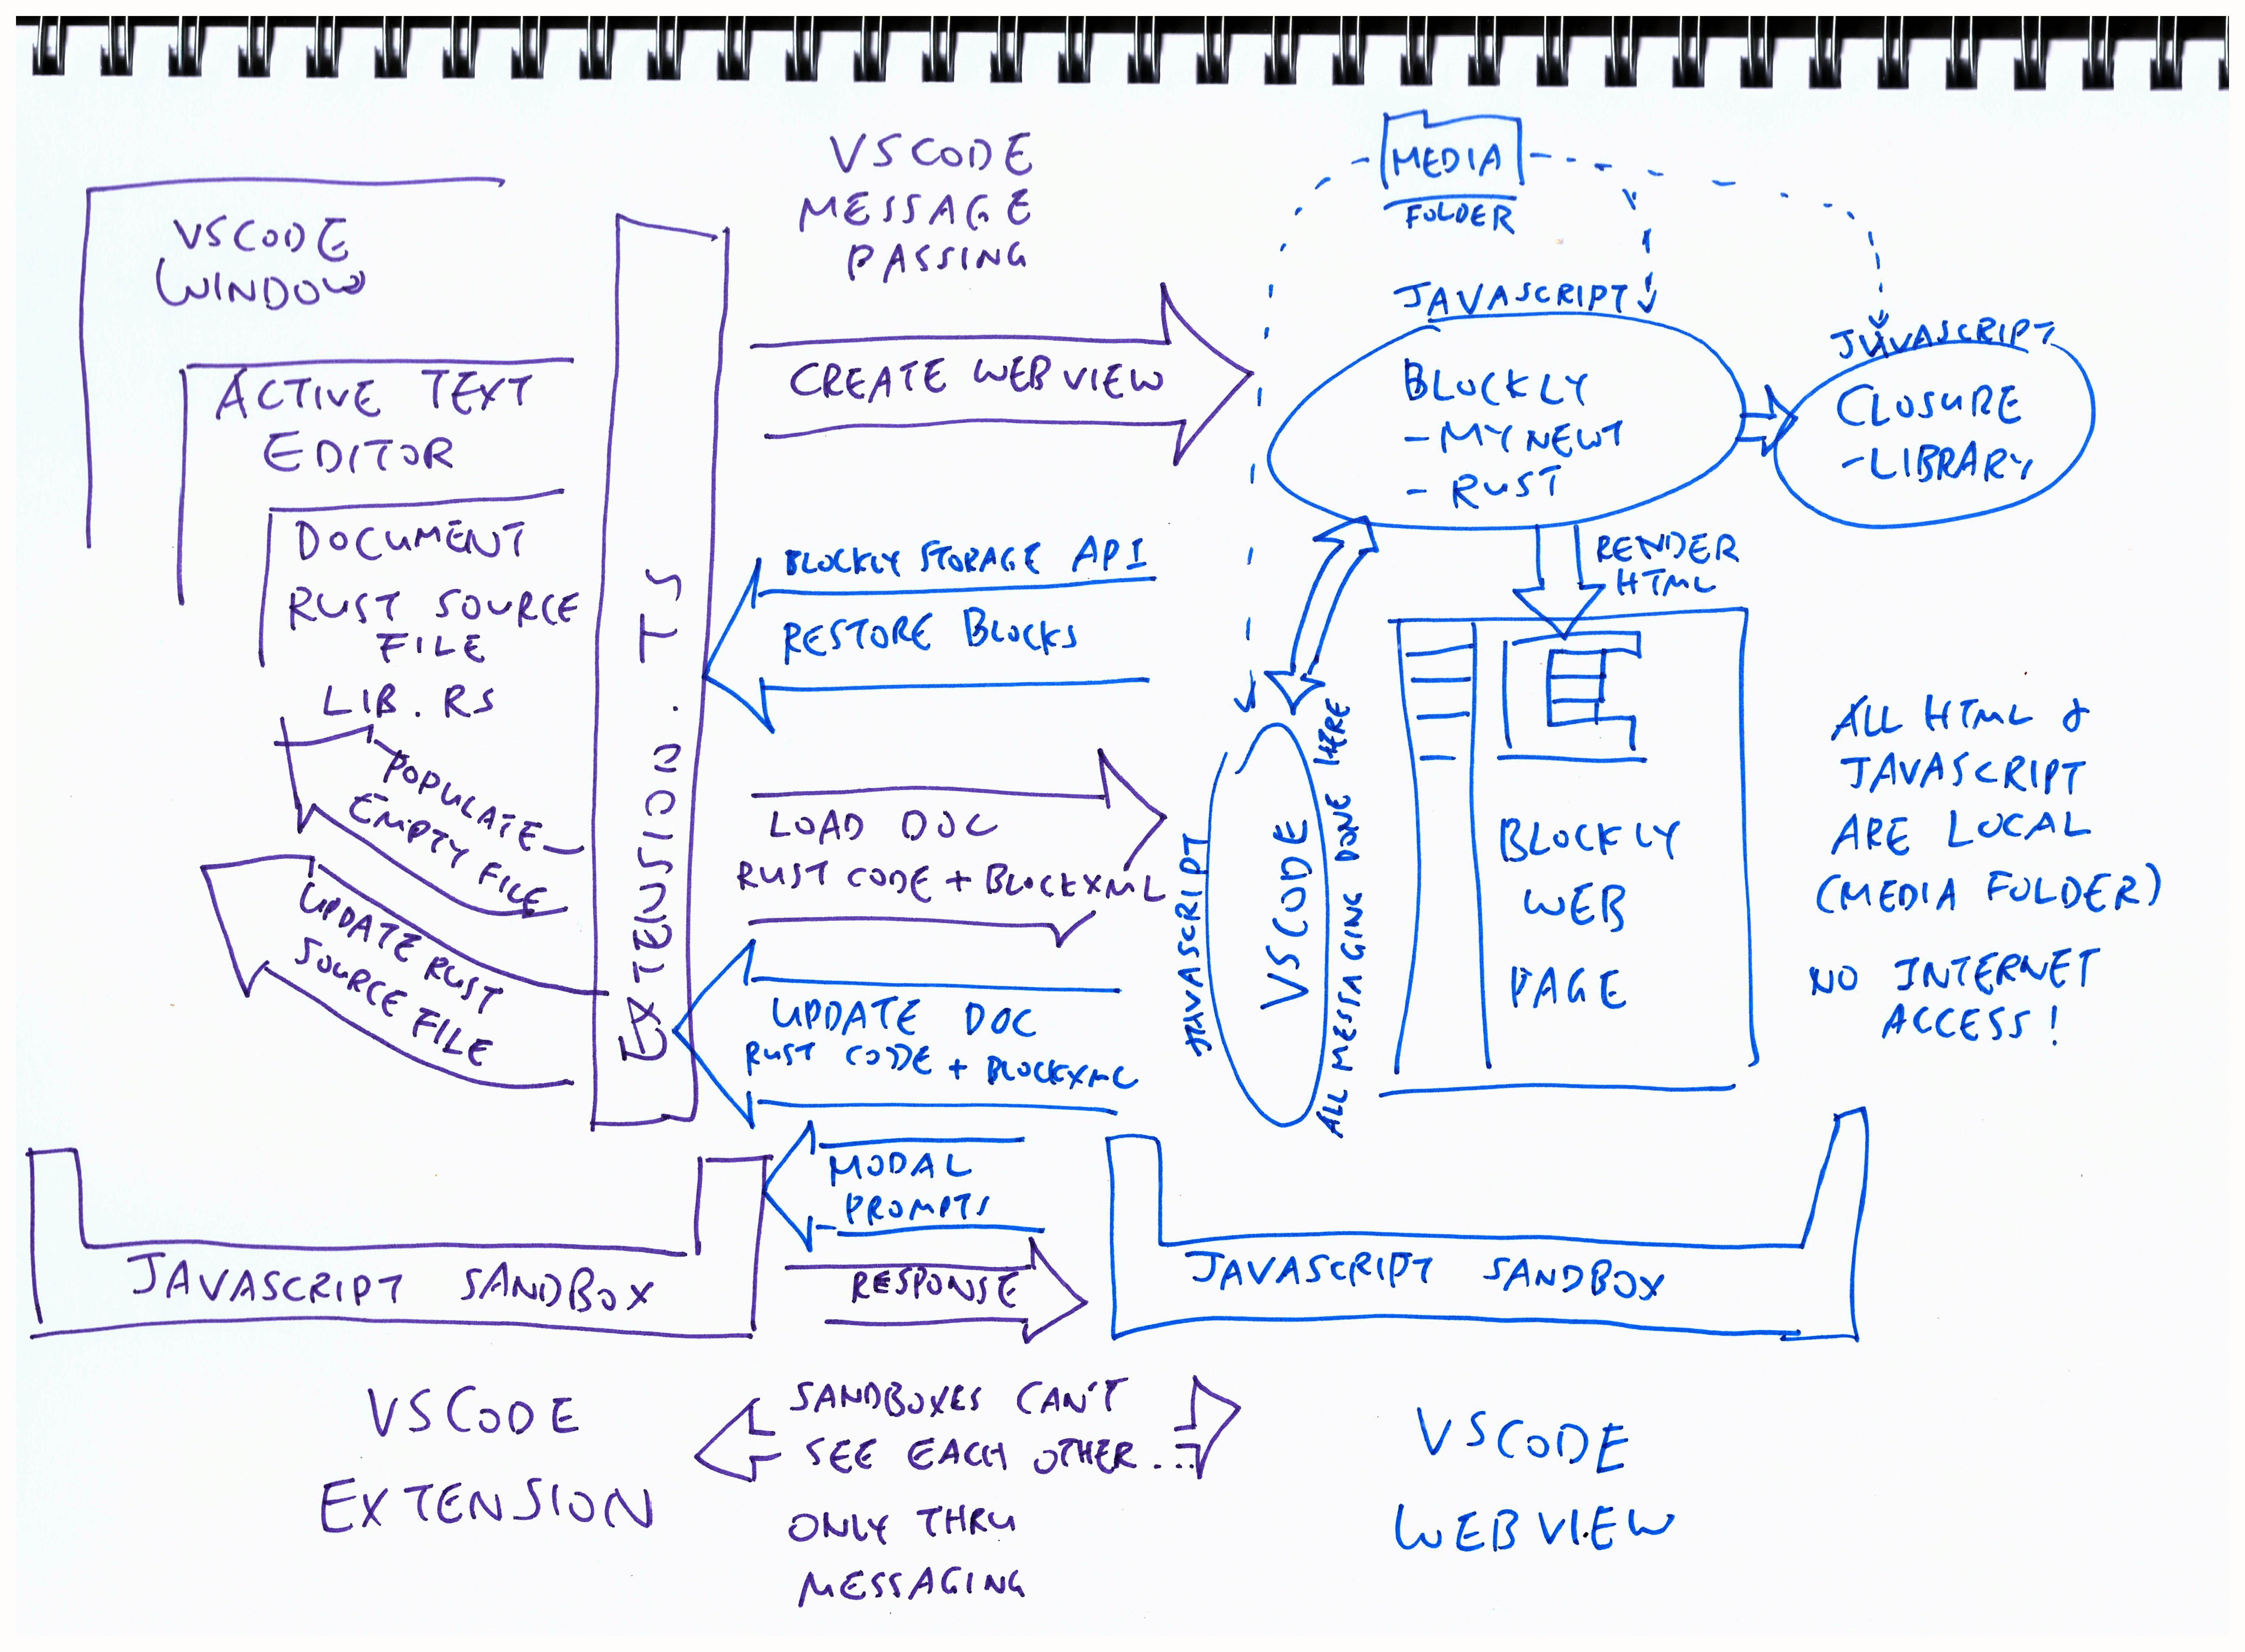 VSCODE
MESSAGE
PASSING
VSCODE
WINDOW
ACTIVE TEXT
EDITOR
DOCUMENT
RUST SOURCE
FILE
LIB.RS
POPULATE
EMPTY FILE
UPDATE RUST
SOURCE FILE
EXTENSION.TS
CREATE WEBVIEW
BLOCKLY STORAGE API
RESTORE BLOCKS
LOAD DOC
RUST CODE + BLOCKXML
UPDATE DOC
RUST CODE + BLOCKXML
MODAL
PROMPTS
RESPONSE
MEDIA
FOLDER
JAVASCRIPT
BLOCKLY
- MYNEWT
- RUST
JAVASCRIPT
CLOSURE
- LIBRARY
RENDER
HTML
JAVASCRIPT
VSCODE
ALL MESSAGING DONE HERE
BLOCKLY
WEB
PAGE
ALL HTML &
JAVASCRIPT
ARE LOCAL
(MEDIA FOLDER)
NO INTERNET
ACCESS!
JAVASCRIPT SANDBOX
JAVASCRIPT SANDBOX
VSCODE
EXTENSION
SANDBOXES CAN'T
SEE EACH OTHER...
ONLY THRU
MESSAGING
VSCODE
WEBVIEW